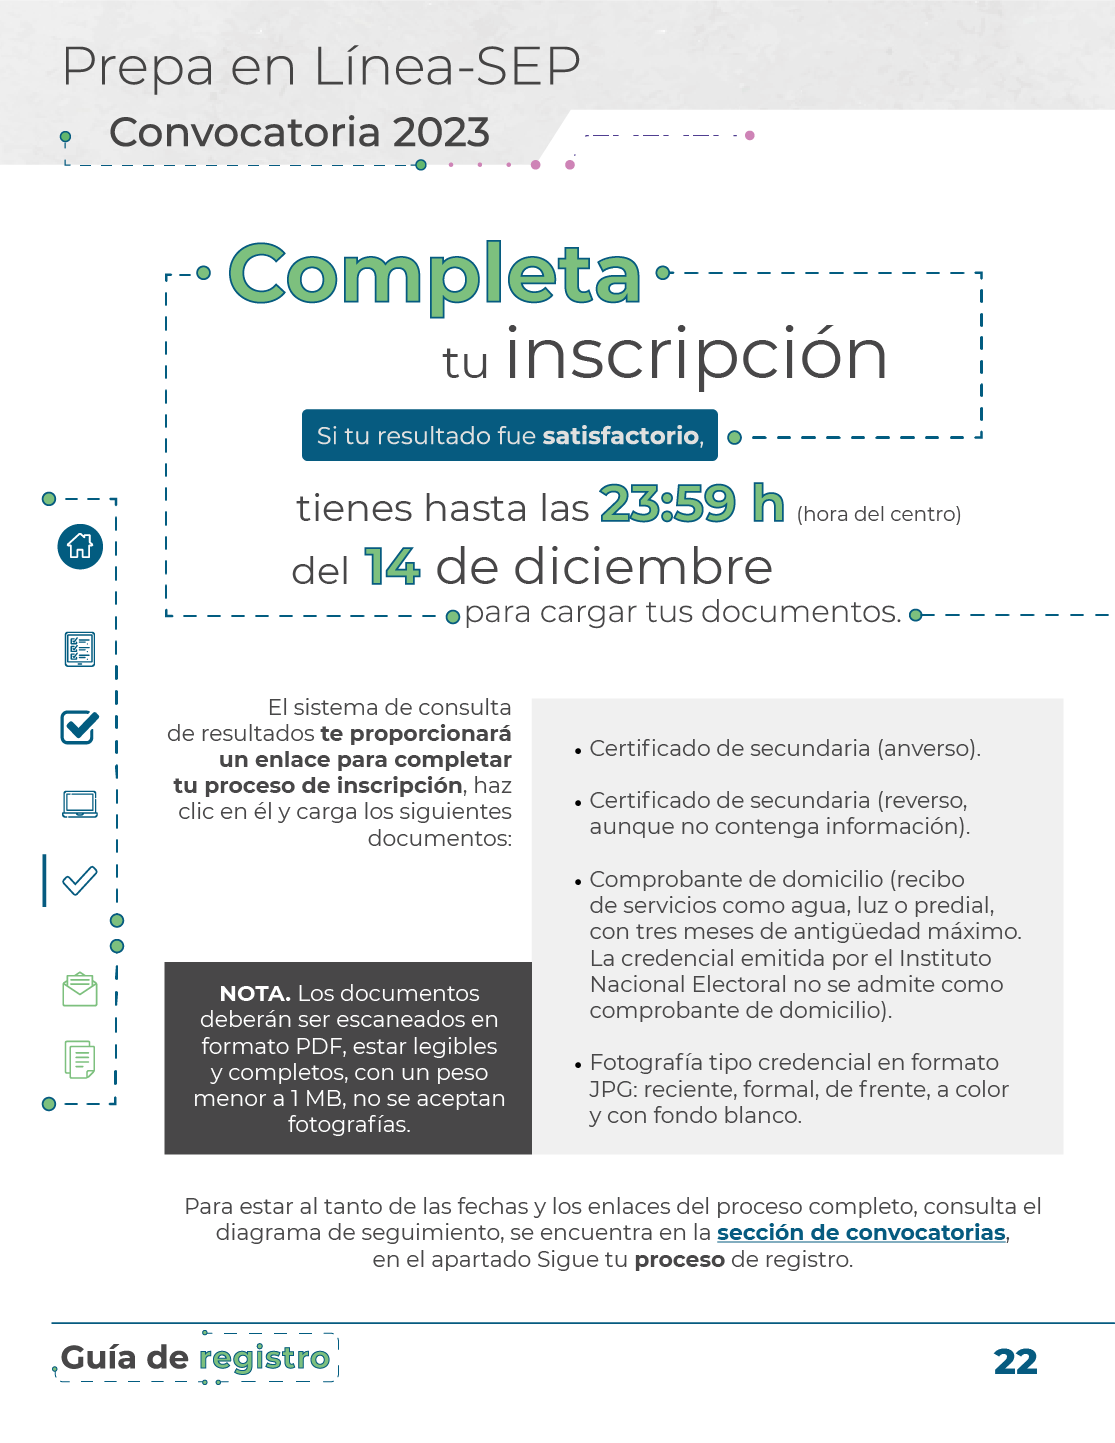 Prepa en Línea-SEP
Convocatoria 2023
Completa
tu inscripción
Si tu resultado fue satisfactorio,
tienes hasta las 23:59 h (hora del centro)
del 14 de diciembre
para cargar tus documentos.
El sistema de consulta
de resultados te proporcionará
un enlace para completar
tu proceso de inscripción, haz
clic en él y carga los siguientes
documentos:
NOTA. Los documentos
deberán ser escaneados en
formato PDF, estar legibles
y completos, con un peso
menor a 1 MB, no se aceptan
fotografías.
• Certificado de secundaria (anverso).
• Certificado de secundaria (reverso,
aunque no contenga información).
• Comprobante de domicilio (recibo
de servicios como agua, luz o predial,
con tres meses de antigüedad máximo.
La credencial emitida por el Instituto
Nacional Electoral no se admite como
comprobante de domicilio).
• Fotografía tipo credencial en formato
JPG: reciente, formal, de frente, a color
y con fondo blanco.
Para estar al tanto de las fechas y los enlaces del proceso completo, consulta el
diagrama de seguimiento, se encuentra en la sección de convocatorias,
en el apartado Sigue tu proceso de registro.
Guía de registro
22